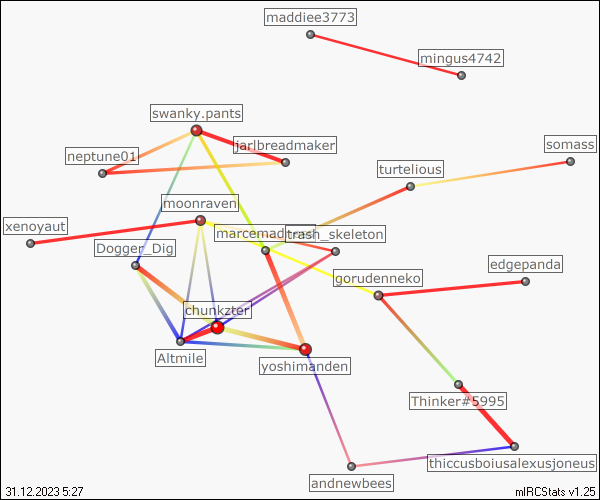 maddiee3773
mingus4742
swanky.pants
jarlbreadmaker
somass
neptune01
turtelious
moonraven
xenoyaut
trash_skeleton
Dogger_Dig
edgepanda
gorudenneko
chunkzter
Altmile
yoshimanden
Thinker#5995
thiccusboiusalexusjoneus
andnewbees
31.12.2023 5:27
mIRCStats v1.25